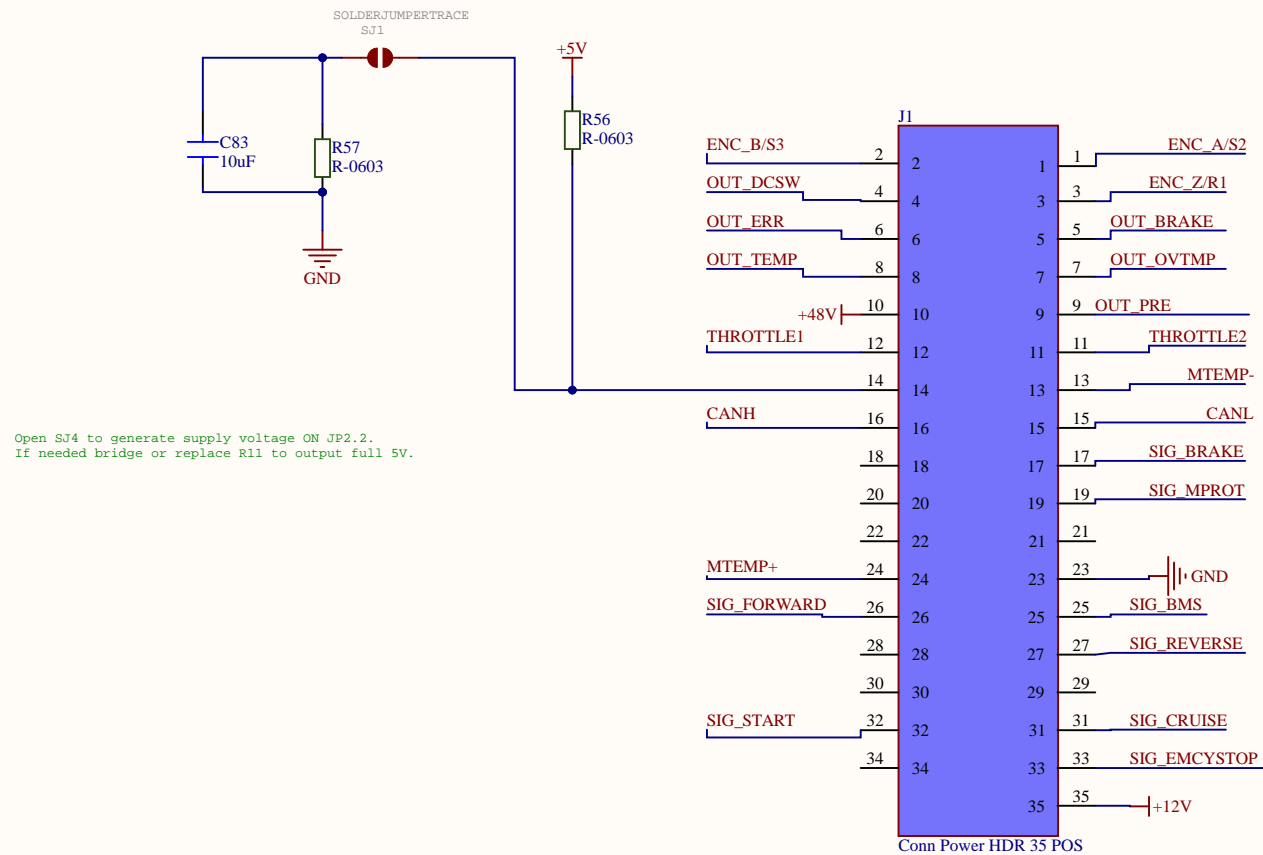 SOLDERJUMPERTRACE
SJ1
+5V
C83
10uF
R57
R-0603
R56
R-0603
GND
Open SJ4 to generate supply voltage ON JP2.2.
If needed bridge or replace R11 to output full 5V.
J1
ENC_B/S3 2 2 1 1 ENC_A/S2
OUT_DCSW 4 4 3 3 ENC_Z/R1
OUT_ERR 6 6 5 5 OUT_BRAKE
OUT_TEMP 8 8 7 7 OUT_OVTMP
+48V 10 10 9 9 OUT_PRE
THROTTLE1 12 12 11 11 THROTTLE2
14 14 13 13 MTEMP-
CANH 16 16 15 15 CANL
18 18 17 17 SIG_BRAKE
20 20 19 19 SIG_MPROT
22 22 21 21
MTEMP+ 24 24 23 23 GND
SIG_FORWARD 26 26 25 25 SIG_BMS
28 28 27 27 SIG_REVERSE
30 30 29 29
SIG_START 32 32 31 31 SIG_CRUISE
34 34 33 33 SIG_EMCYSTOP
35 35 +12V
Conn Power HDR 35 POS